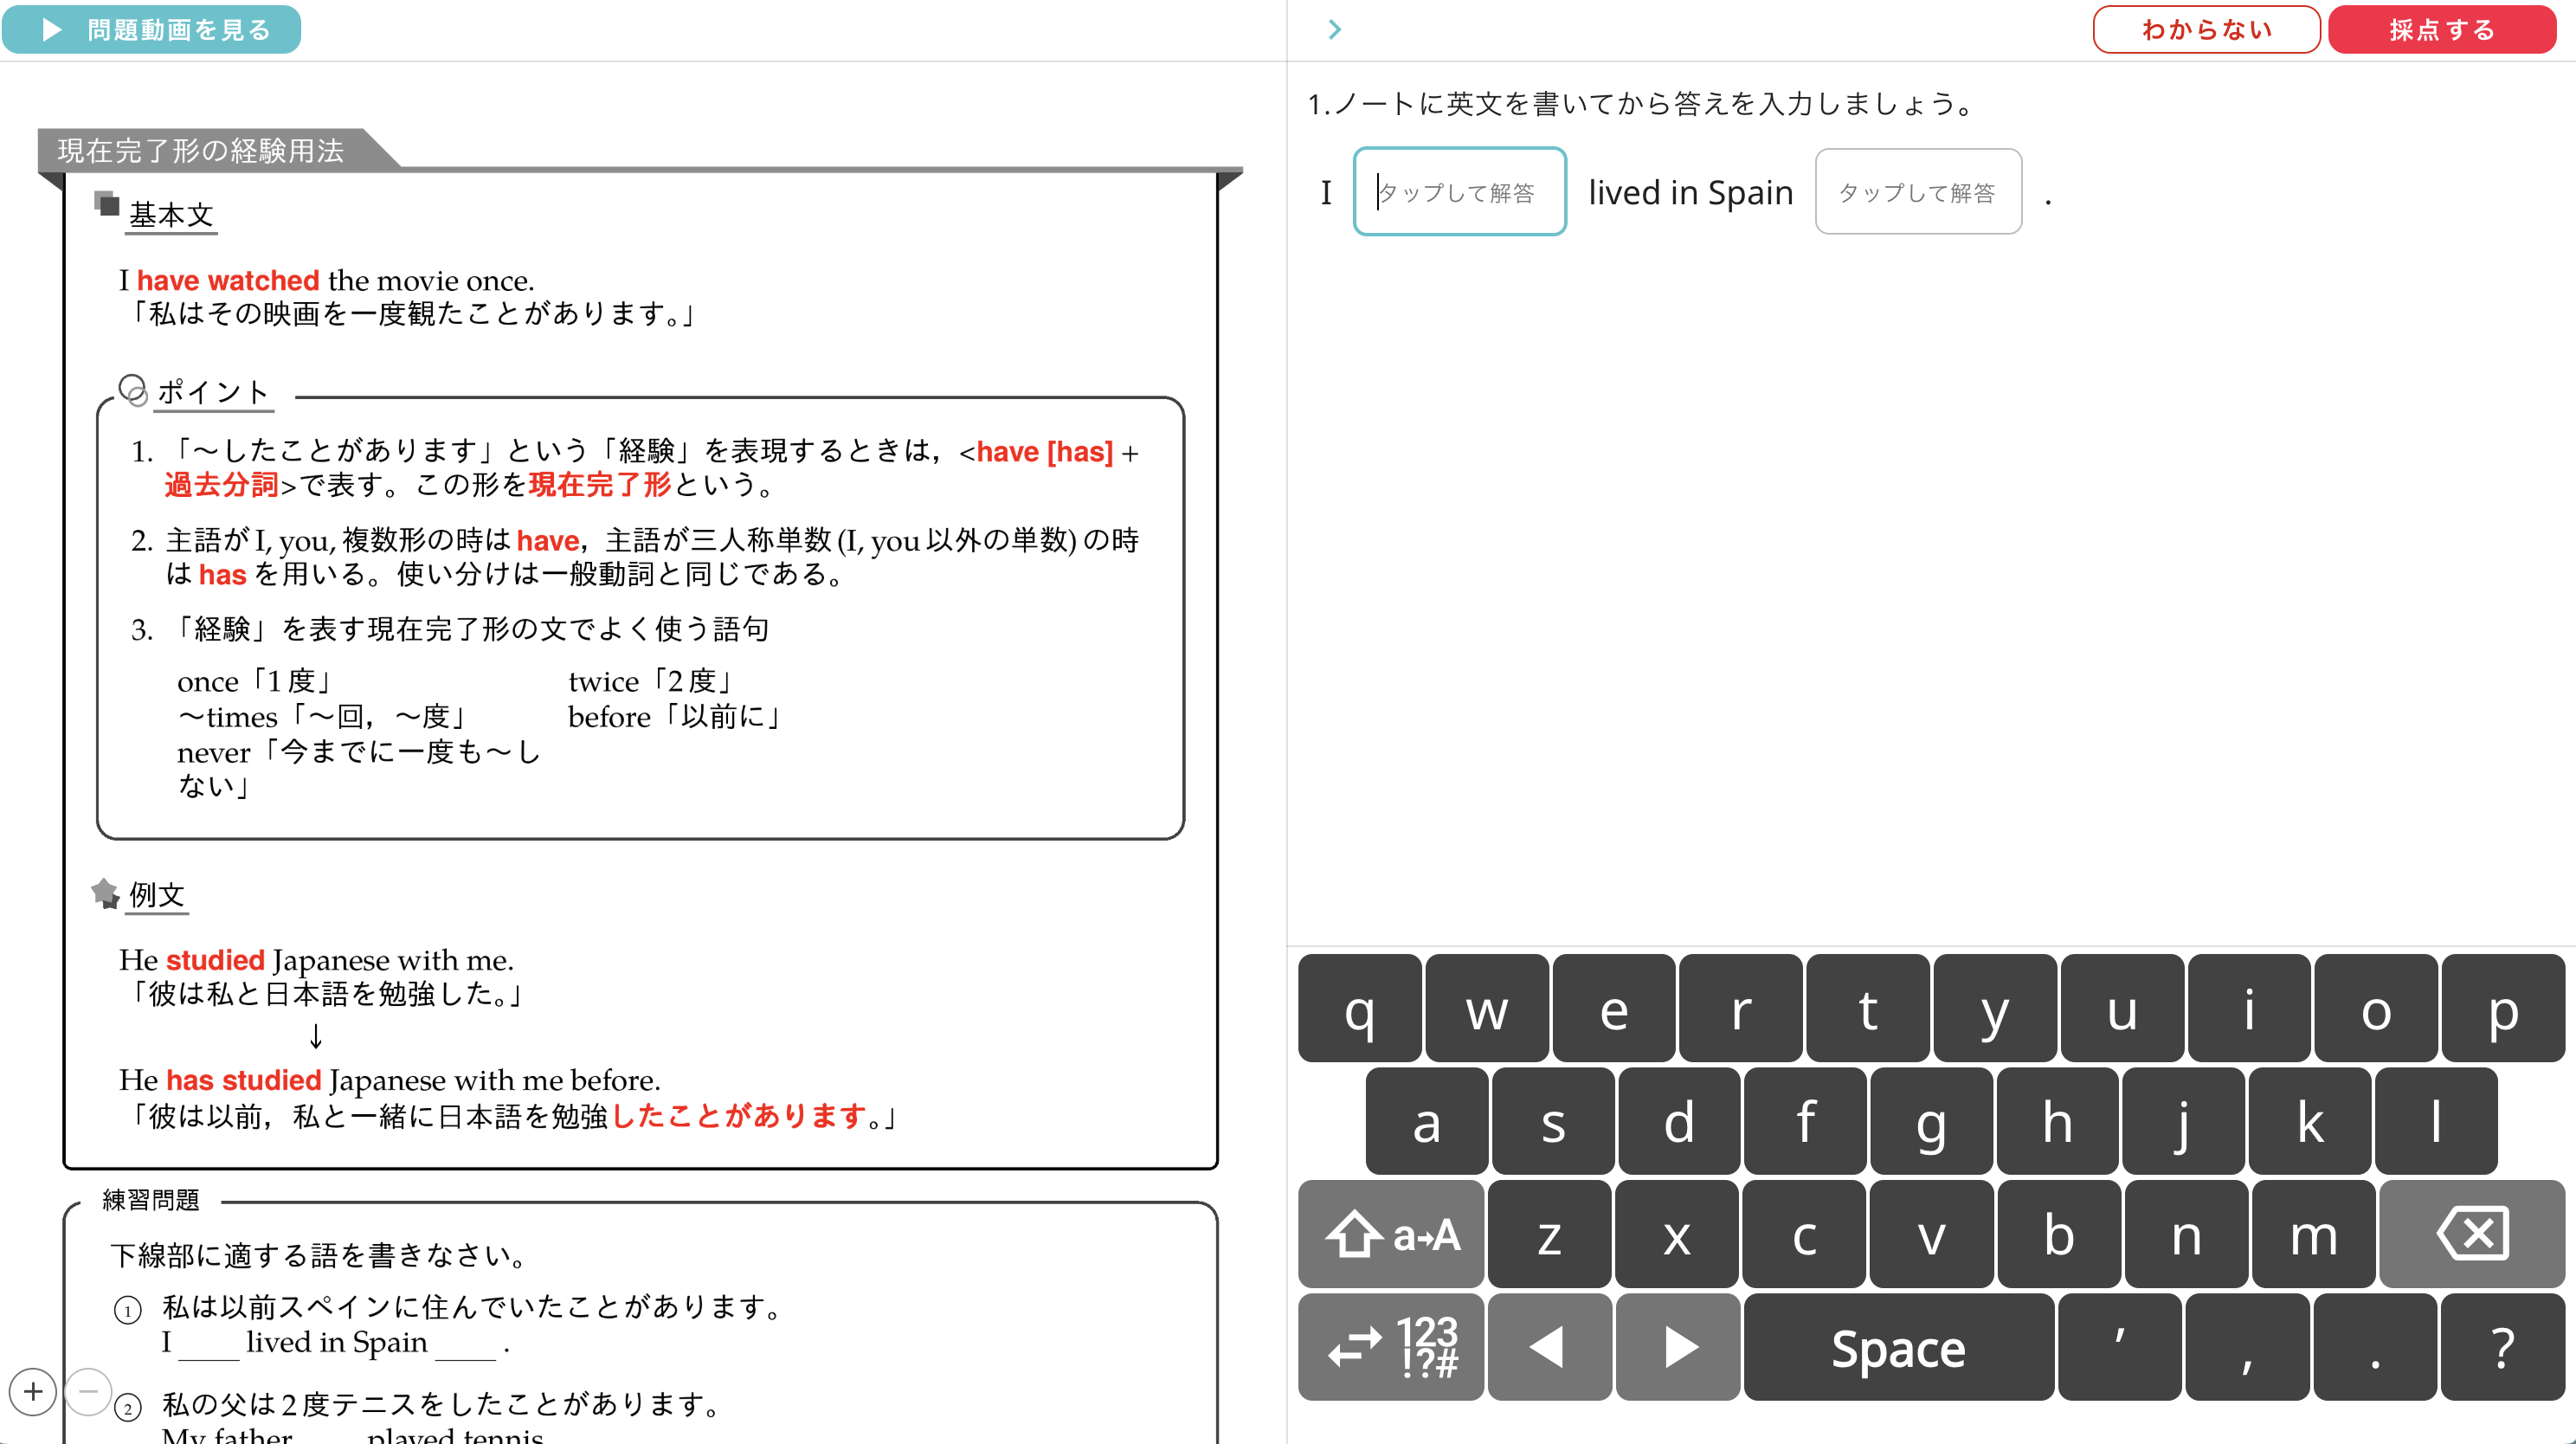 問題動画を見る
わからない
採点する
現在完了形の経験用法
基本文
I have watched the movie once.
「私はその映画を一度観たことがあります。」
ポイント
1. 「〜したことがあります」という「経験」を表現するときは，<have [has] +
過去分詞>で表す。この形を現在完了形という。
2. 主語が I, you, 複数形の時は have，主語が三人称単数 (I, you 以外の単数) の時
は has を用いる。使い分けは一般動詞と同じである。
3. 「経験」を表す現在完了形の文でよく使う語句
once「1 度」 twice「2 度」
〜times「〜回，〜度」 before「以前に」
never「今までに一度も〜し
ない」
例文
He studied Japanese with me.
「彼は私と日本語を勉強した。」
↓
He has studied Japanese with me before.
「彼は以前，私と一緒に日本語を勉強したことがあります。」
練習問題
下線部に適する語を書きなさい。
① 私は以前スペインに住んでいたことがあります。
I ____ lived in Spain ____ .
② 私の父は 2 度テニスをしたことがあります。
My father ____ played tennis
1.ノートに英文を書いてから答えを入力しましょう。
I タップして解答 lived in Spain タップして解答 .
q w e r t y u i o p
a s d f g h j k l
a→A z x c v b n m
123 !?# Space ' , . ?